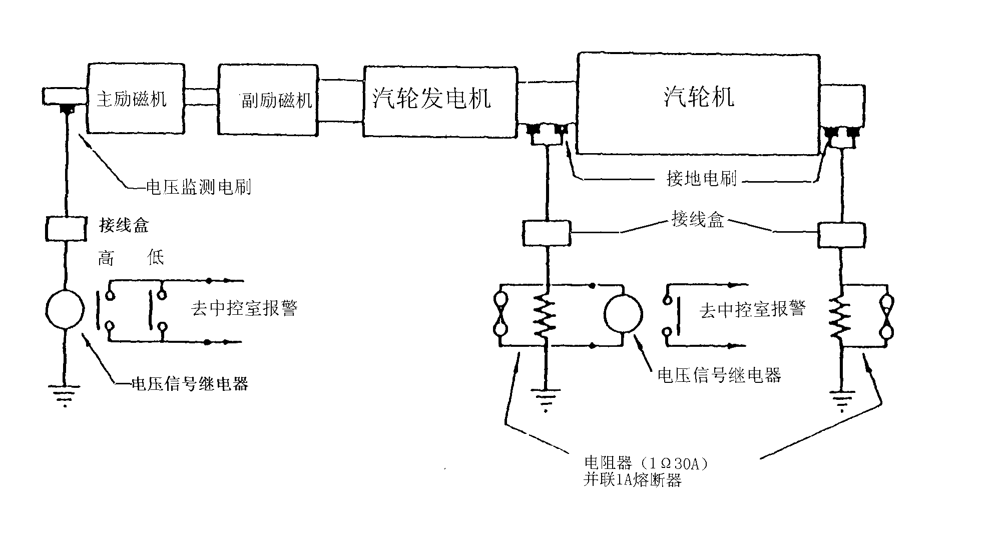 主励磁机
副励磁机
汽轮发电机
汽轮机
电压监测电刷
接地电刷
接线盒
接线盒
高 低
去中控室报警
去中控室报警
电压信号继电器
电压信号继电器
电阻器(1Ω30A)
并联1A熔断器